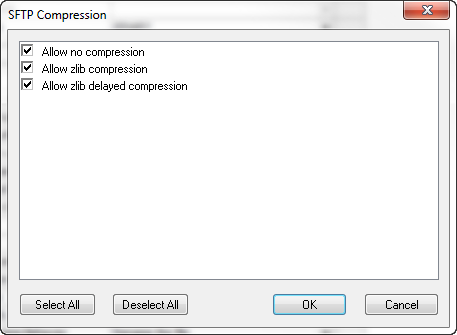 SFTP Compression
Allow no compression
Allow zlib compression
Allow zlib delayed compression
Select All Deselect All OK Cancel